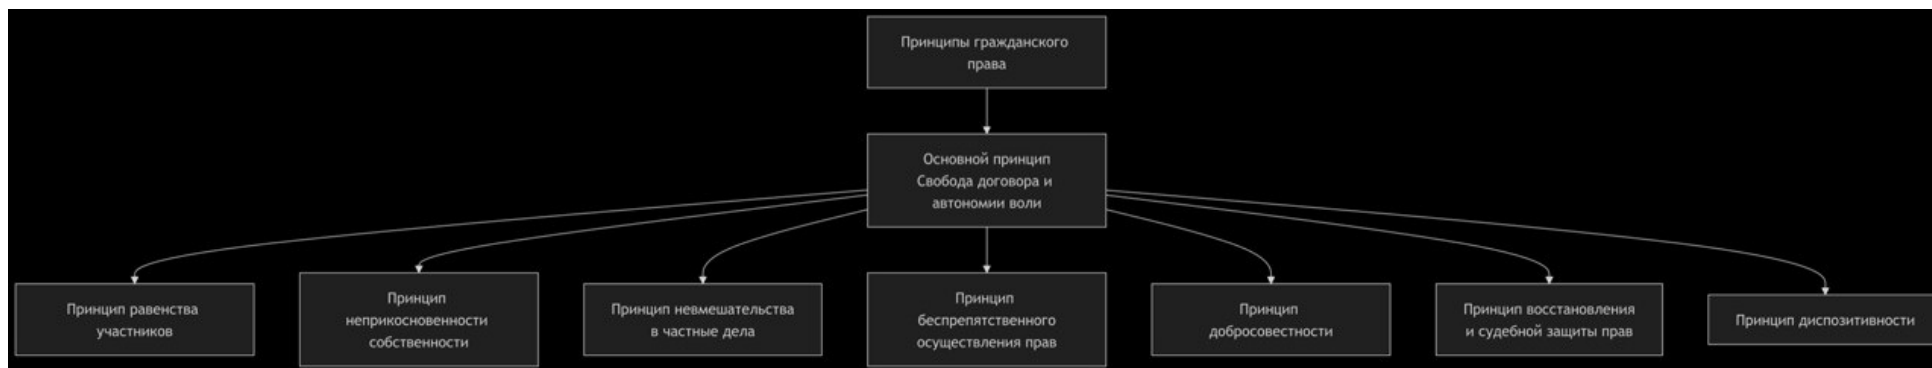 Принципы гражданского
права
Основной принцип
Свобода договора и
автономии воли
Принцип равенства
участников
Принцип
неприкосновенности
собственности
Принцип невмешательства
в частные дела
Принцип
беспрепятственного
осуществления прав
Принцип
добросовестности
Принцип восстановления
и судебной защиты прав
Принцип диспозитивности